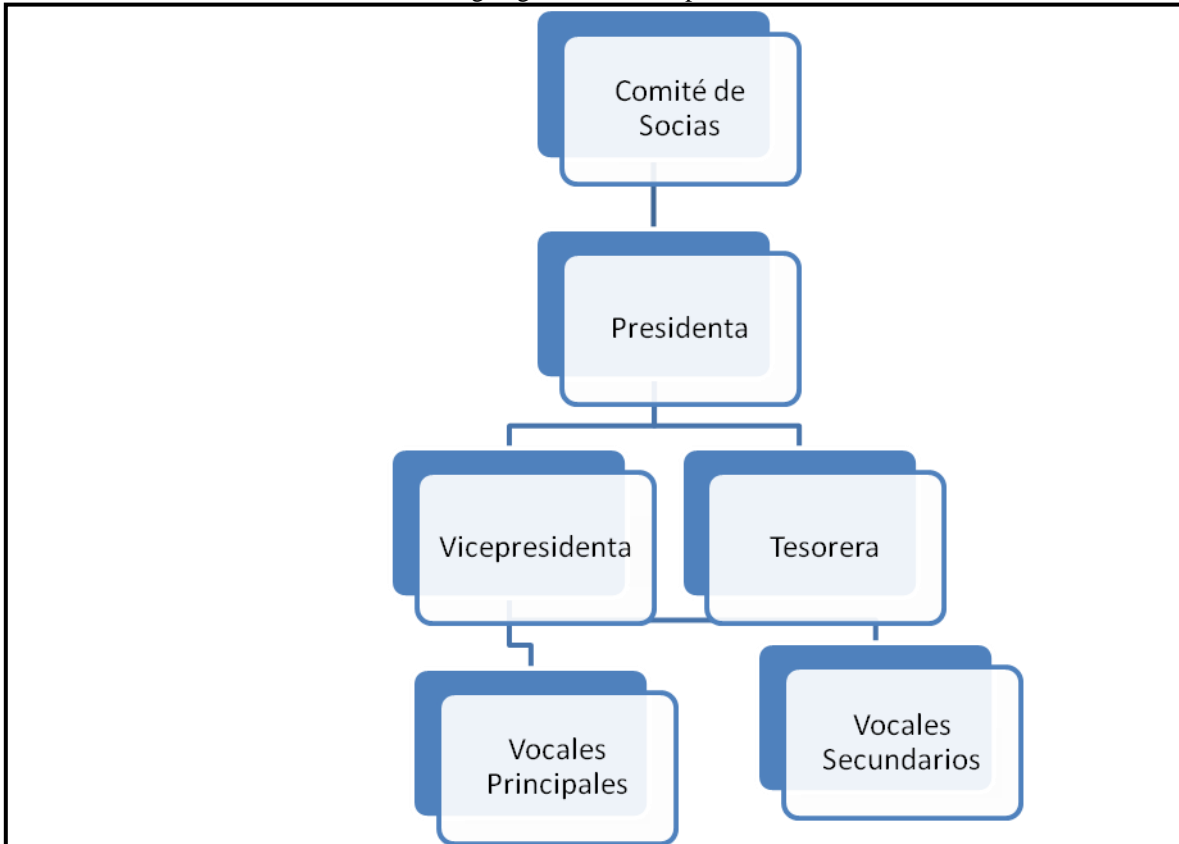 Comité de
Socias
Presidenta
Vicepresidenta
Tesorera
Vocales
Principales
Vocales
Secundarios